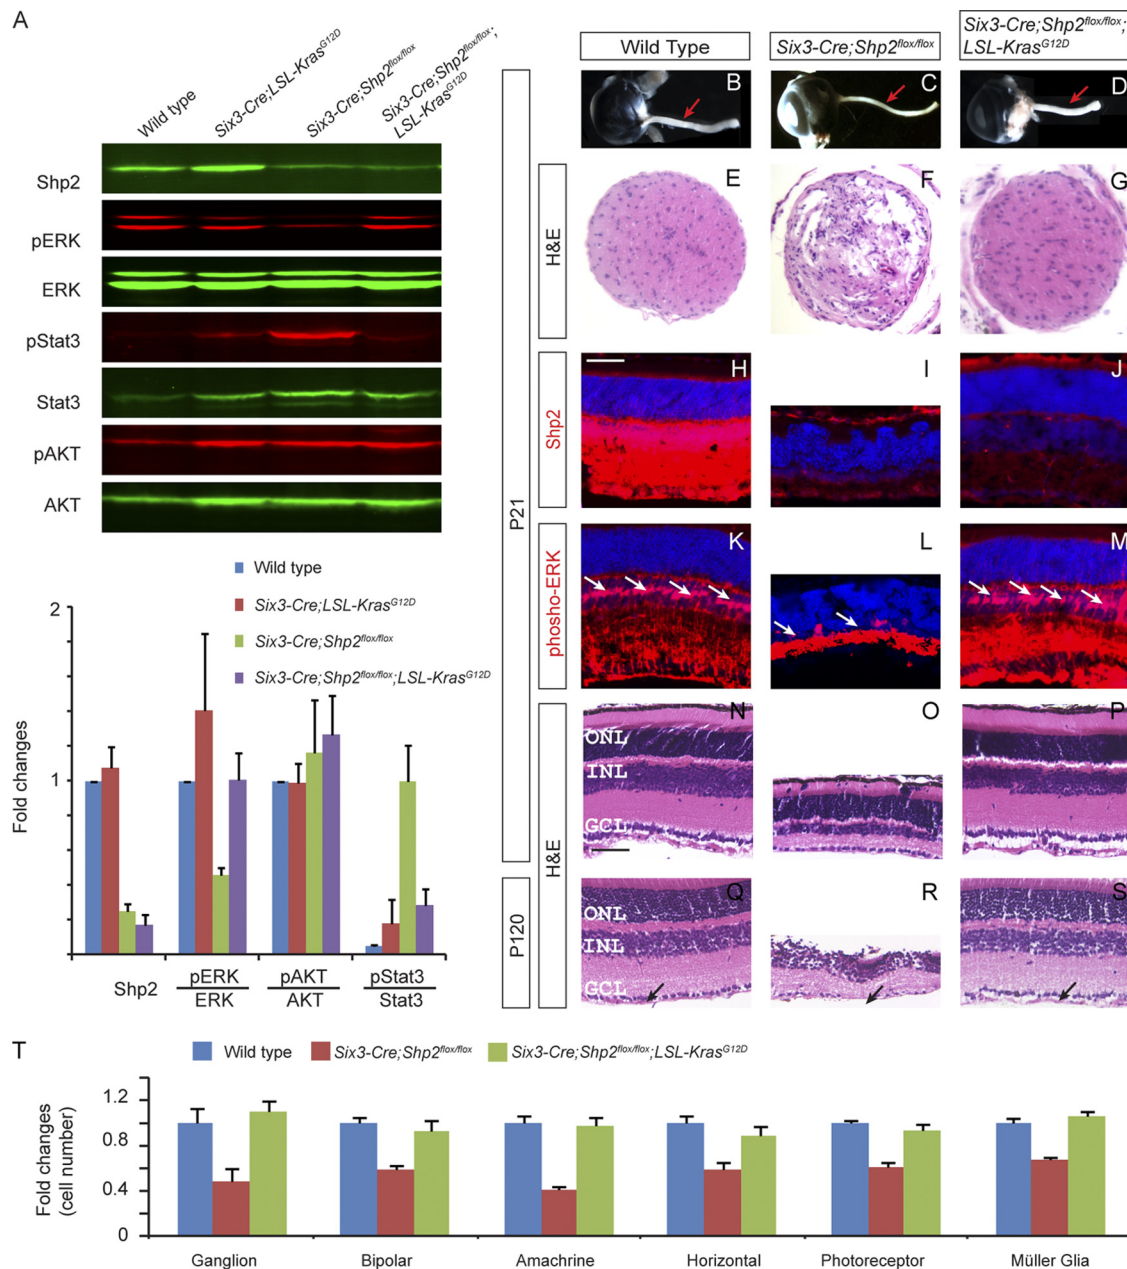 A
Wild type
Six3-Cre;LSL-KrasG12D
Six3-Cre;Shp2flox/flox
Six3-Cre;Shp2flox/flox;
LSL-KrasG12D
Shp2
pERK
ERK
pStat3
Stat3
pAKT
AKT
Wild type
Six3-Cre;LSL-KrasG12D
Six3-Cre;Shp2flox/flox
Six3-Cre;Shp2flox/flox;LSL-KrasG12D
Fold changes
2
1
0
Shp2
pERK
ERK
pAKT
AKT
pStat3
Stat3
Wild Type
Six3-Cre;Shp2flox/flox
Six3-Cre;Shp2flox/flox;
LSL-KrasG12D
P21
P120
B
C
D
H&E
E
F
G
Shp2
H
I
J
phosho-ERK
K
L
M
H&E
N
ONL
INL
GCL
O
P
Q
ONL
INL
GCL
R
S
T
Wild type
Six3-Cre;Shp2flox/flox
Six3-Cre;Shp2flox/flox;LSL-KrasG12D
Fold changes
(cell number)
1.2
0.8
0.4
0
Ganglion
Bipolar
Amachrine
Horizontal
Photoreceptor
Müller Glia